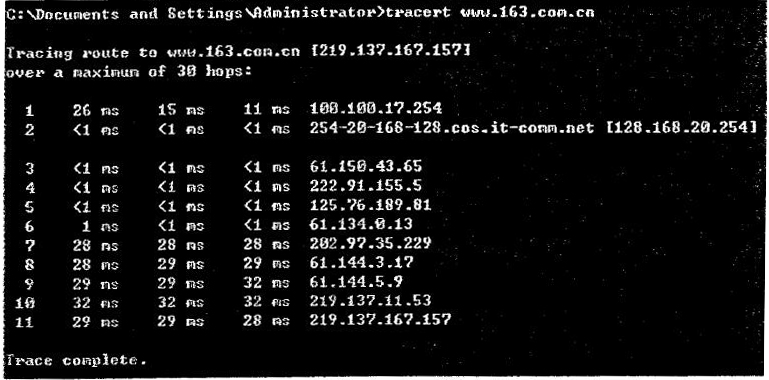 C:\Documents and Settings\Administrator>tracert www.163.com.cn
Tracing route to www.163.com.cn [219.137.167.157]
over a maximum of 30 hops:
1 26 ms 15 ms 11 ms 100.100.17.254
2 <1 ms <1 ms <1 ms 254-20-168-128.cos.it-comm.net [128.168.20.254]
3 <1 ms <1 ms <1 ms 61.150.43.65
4 <1 ms <1 ms <1 ms 222.91.155.5
5 <1 ms <1 ms <1 ms 125.76.189.81
6 1 ms <1 ms <1 ms 61.134.0.13
7 28 ms 28 ms 28 ms 202.97.35.229
8 28 ms 29 ms 29 ms 61.144.3.17
9 29 ms 29 ms 32 ms 61.144.5.9
10 32 ms 32 ms 32 ms 219.137.11.53
11 29 ms 29 ms 28 ms 219.137.167.157
Trace complete.